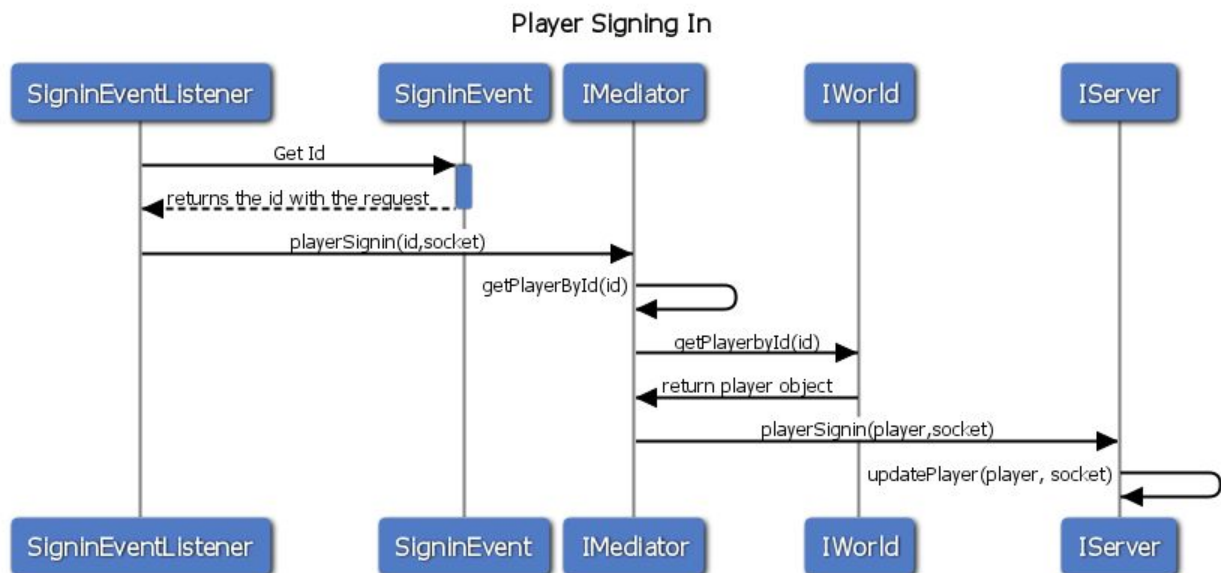 Player Signing In
SigninEventListener
SigninEvent
IMediator
IWorld
IServer
Get Id
returns the id with the request
playerSignin(id,socket)
getPlayerById(id)
getPlayerbyId(id)
return player object
playerSignin(player,socket)
updatePlayer(player, socket)
SigninEventListener
SigninEvent
IMediator
IWorld
IServer